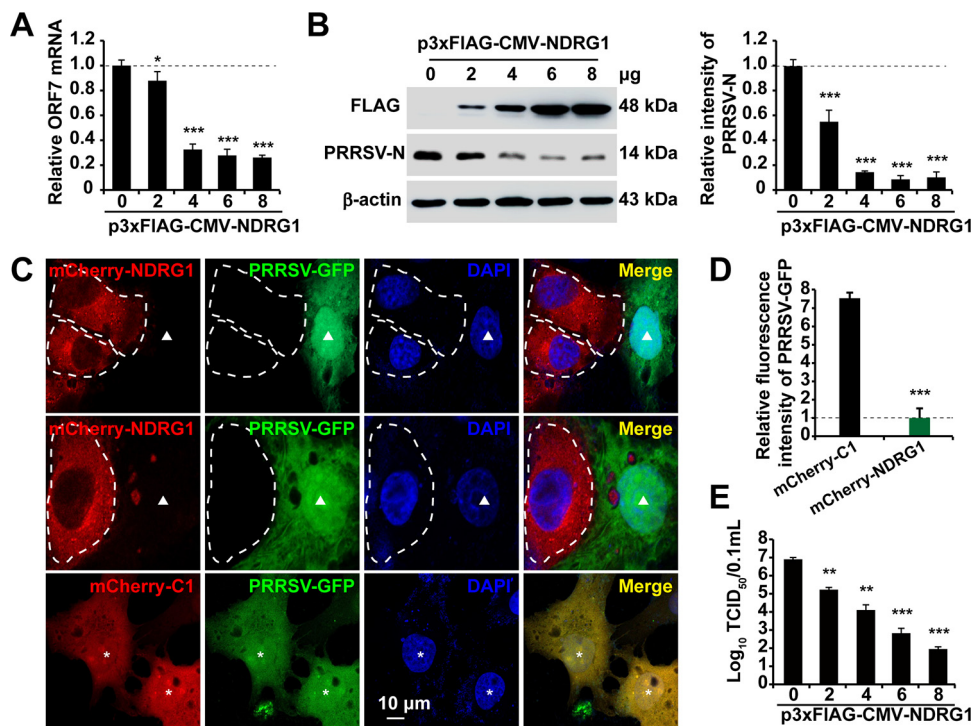 A
Relative ORF7 mRNA
1.2
1.0
0.8
0.6
0.4
0.2
0
*
***
***
***
0 2 4 6 8
p3xFlAG-CMV-NDRG1
B
p3xFlAG-CMV-NDRG1
0 2 4 6 8 µg
FLAG 48 kDa
PRRSV-N 14 kDa
β-actin 43 kDa
Relative intensity of
PRRSV-N
1.2
1.0
0.8
0.6
0.4
0.2
0
***
***
***
***
0 2 4 6 8
p3xFlAG-CMV-NDRG1
C
mCherry-NDRG1 PRRSV-GFP DAPI Merge
mCherry-NDRG1 PRRSV-GFP DAPI Merge
mCherry-C1 PRRSV-GFP DAPI Merge
* * * *
* * * *
10 µm
D
Relative fluorescence
intensity of PRRSV-GFP
8
7
6
5
4
3
2
1
0
***
mCherry-C1
mCherry-NDRG1
E
Log10 TCID50/0.1mL
7
6
5
4
3
2
1
0
**
**
***
***
0 2 4 6 8
p3xFlAG-CMV-NDRG1